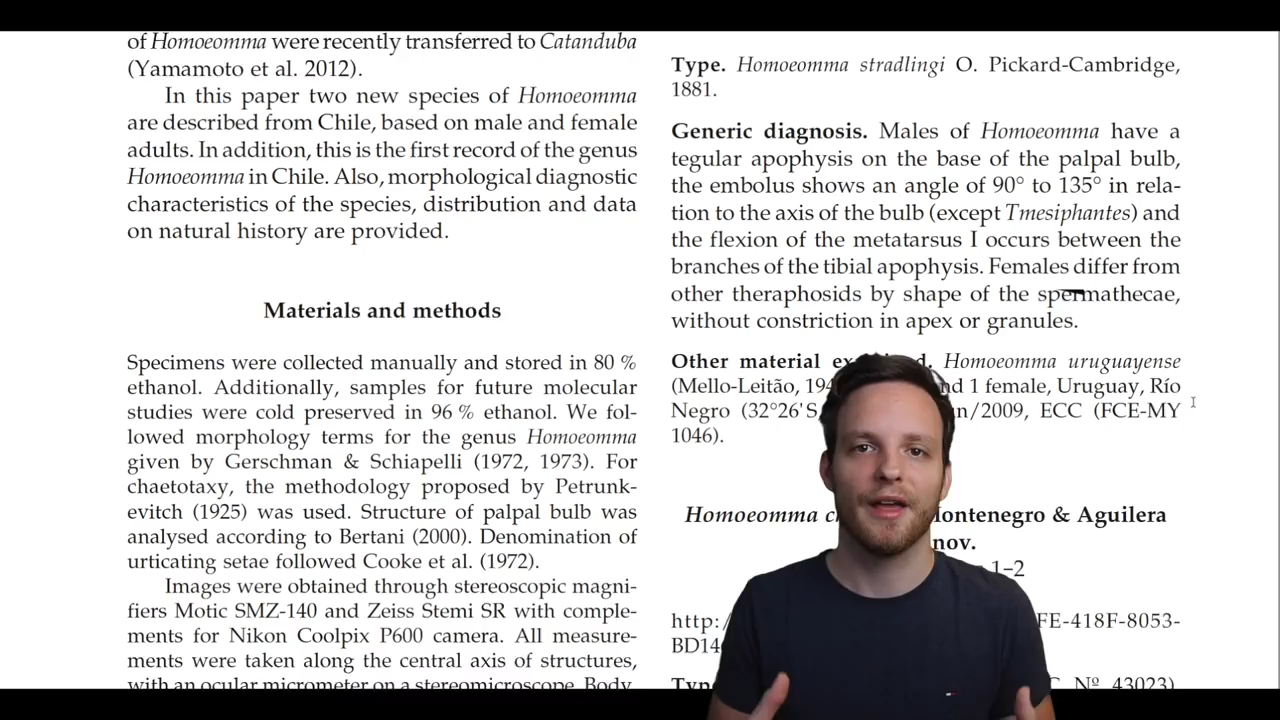 of Homoeomma were recently transferred to Catanduba
(Yamamoto et al. 2012).
In this paper two new species of Homoeomma
are described from Chile, based on male and female
adults. In addition, this is the first record of the genus
Homoeomma in Chile. Also, morphological diagnostic
characteristics of the species, distribution and data
on natural history are provided.
Materials and methods
Specimens were collected manually and stored in 80 %
ethanol. Additionally, samples for future molecular
studies were cold preserved in 96 % ethanol. We fol-
lowed morphology terms for the genus Homoeomma
given by Gerschman & Schiapelli (1972, 1973). For
chaetotaxy, the methodology proposed by Petrunk-
evitch (1925) was used. Structure of palpal bulb was
analysed according to Bertani (2000). Denomination of
urticating setae followed Cooke et al. (1972).
Images were obtained through stereoscopic magni-
fiers Motic SMZ-140 and Zeiss Stemi SR with comple-
ments for Nikon Coolpix P600 camera. All measure-
ments were taken along the central axis of structures,
with an ocular micrometer on a stereomicroscope. Body
Type. Homoeomma stradlingi O. Pickard-Cambridge,
1881.
Generic diagnosis. Males of Homoeomma have a
tegular apophysis on the base of the palpal bulb,
the embolus shows an angle of 90° to 135° in rela-
tion to the axis of the bulb (except Tmesiphantes) and
the flexion of the metatarsus I occurs between the
branches of the tibial apophysis. Females differ from
other theraphosids by shape of the spermathecae,
without constriction in apex or granules.
Other material Homoeomma uruguayense
(Mello-Leitão, nd 1 female, Uruguay, Río
Negro (32°26'S /2009, ECC (FCE-MY
1046).
Homoeomma ontenegro & Aguilera
nov.
1–2
http:/ FE-418F-8053-
BD14
Typ C Nº 43023)